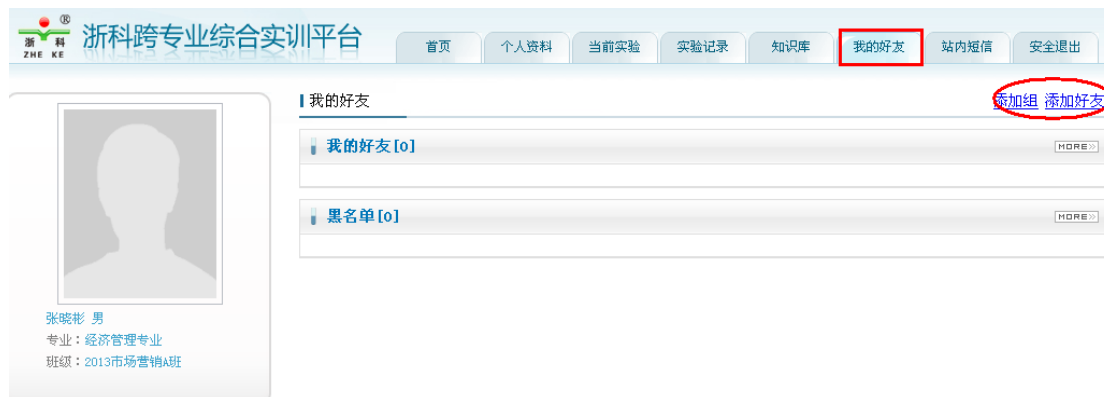 ®
浙 科
ZHE KE
浙科跨专业综合实训平台
首页 个人资料 当前实验 实验记录 知识库 我的好友 站内短信 安全退出
我的好友
添加组 添加好友
我的好友[0]
MORE»
黑名单[0]
MORE»
张晓彬 男
专业：经济管理专业
班级：2013市场营销A班